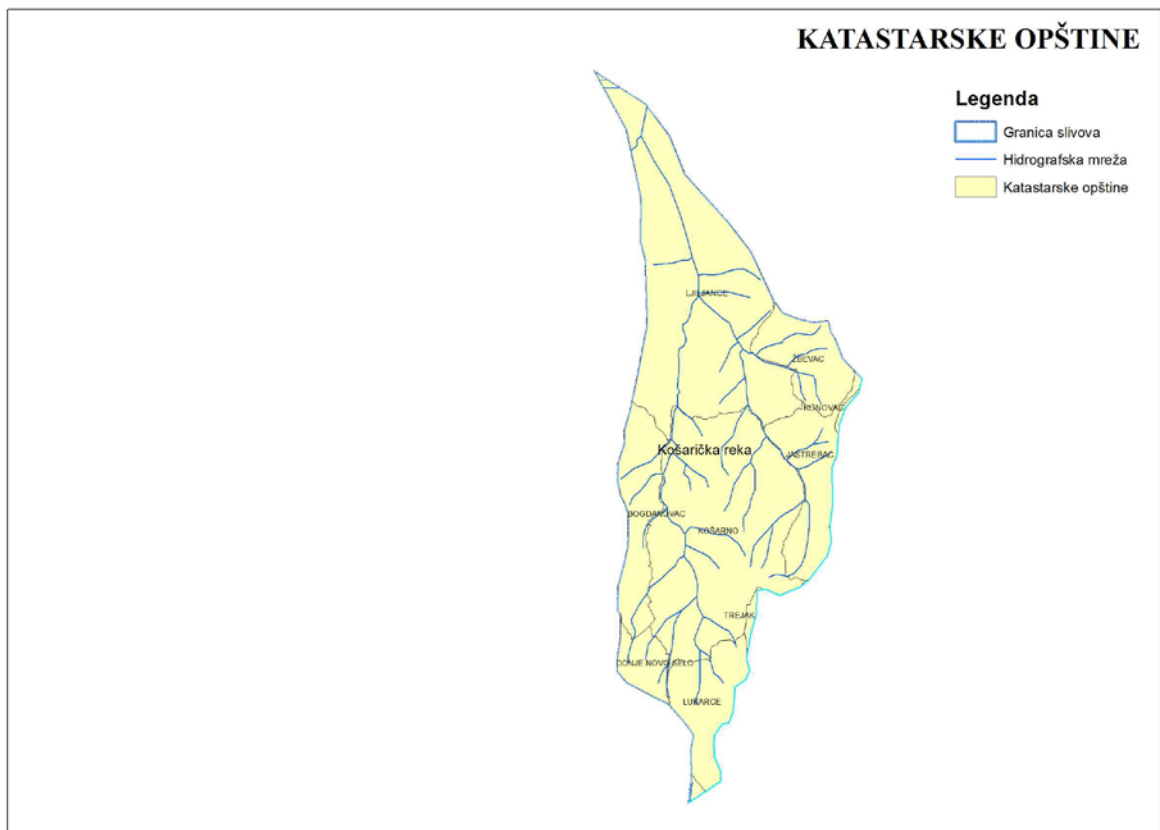 KATASTARSKE OPŠTINE
Legenda
Granica slivova
Hidrografska mreža
Katastarske opštine
LJILJANCE
ŽBEVAC
KONOVAC
Košarička reka
JASTREBAC
BOGDANOVAC
KOŠARNO
TREJAK
DONJE NOVO SELO
LUKARCE